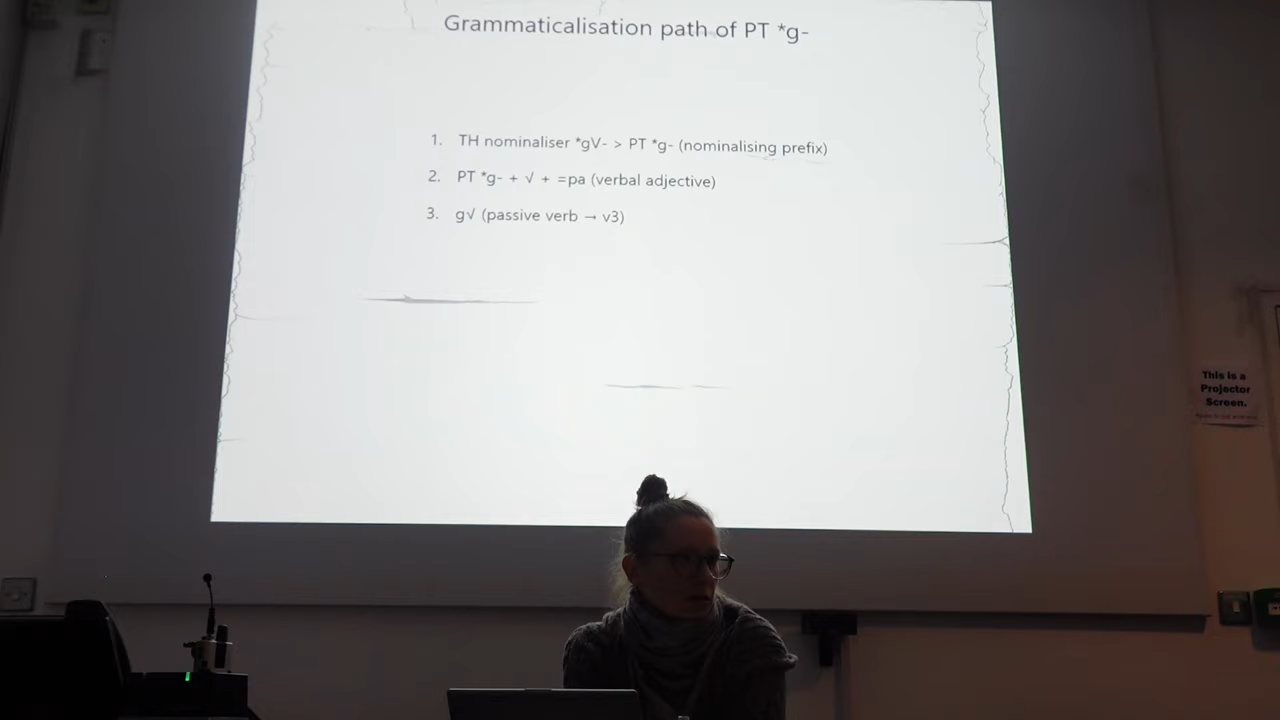 Grammaticalisation path of PT *g-
1. TH nominaliser *gV- > PT *g- (nominalising prefix)
2. PT *g- + √ + =pa (verbal adjective)
3. g√ (passive verb → v3)
This is a
Projector
Screen.